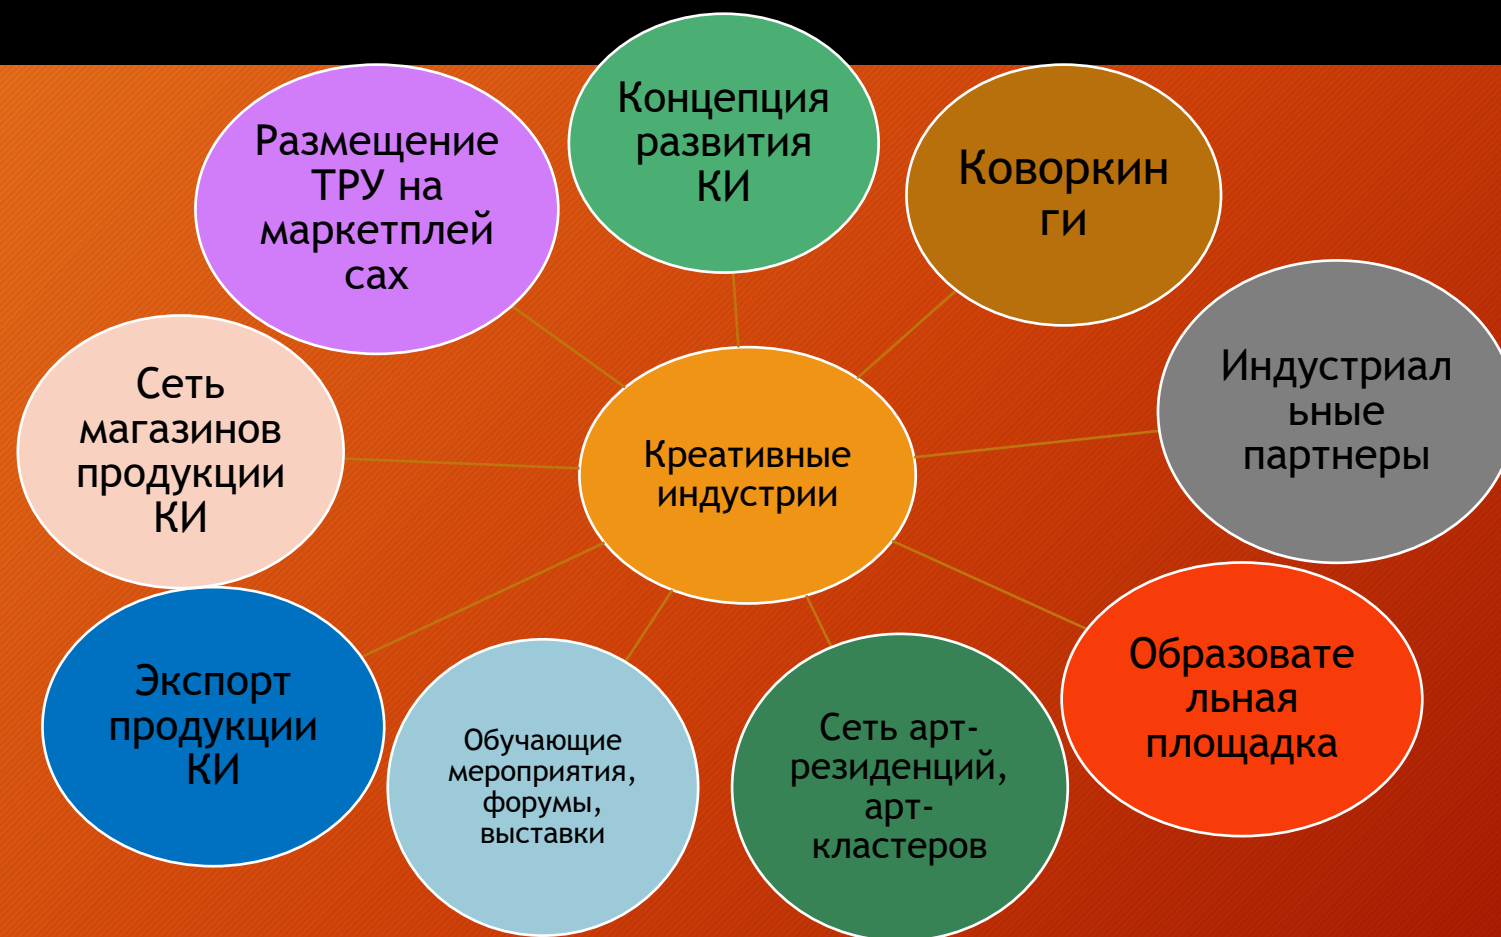 Концепция
развития
КИ
Коворкин
ги
Индустриал
ьные
партнеры
Образовате
льная
площадка
Сеть арт-
резиденций,
арт-
кластеров
Обучающие
мероприятия,
форумы,
выставки
Экспорт
продукции
КИ
Сеть
магазинов
продукции
КИ
Размещение
ТРУ на
маркетплей
сах
Креативные
индустрии